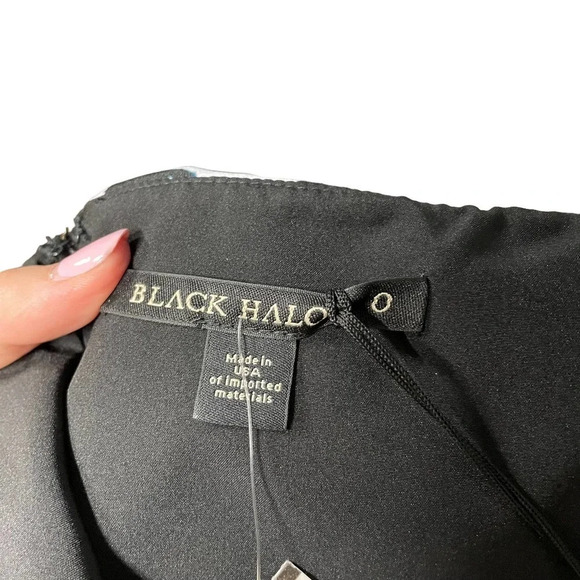 BLACK HALO 0
Made in
USA
of imported
materials